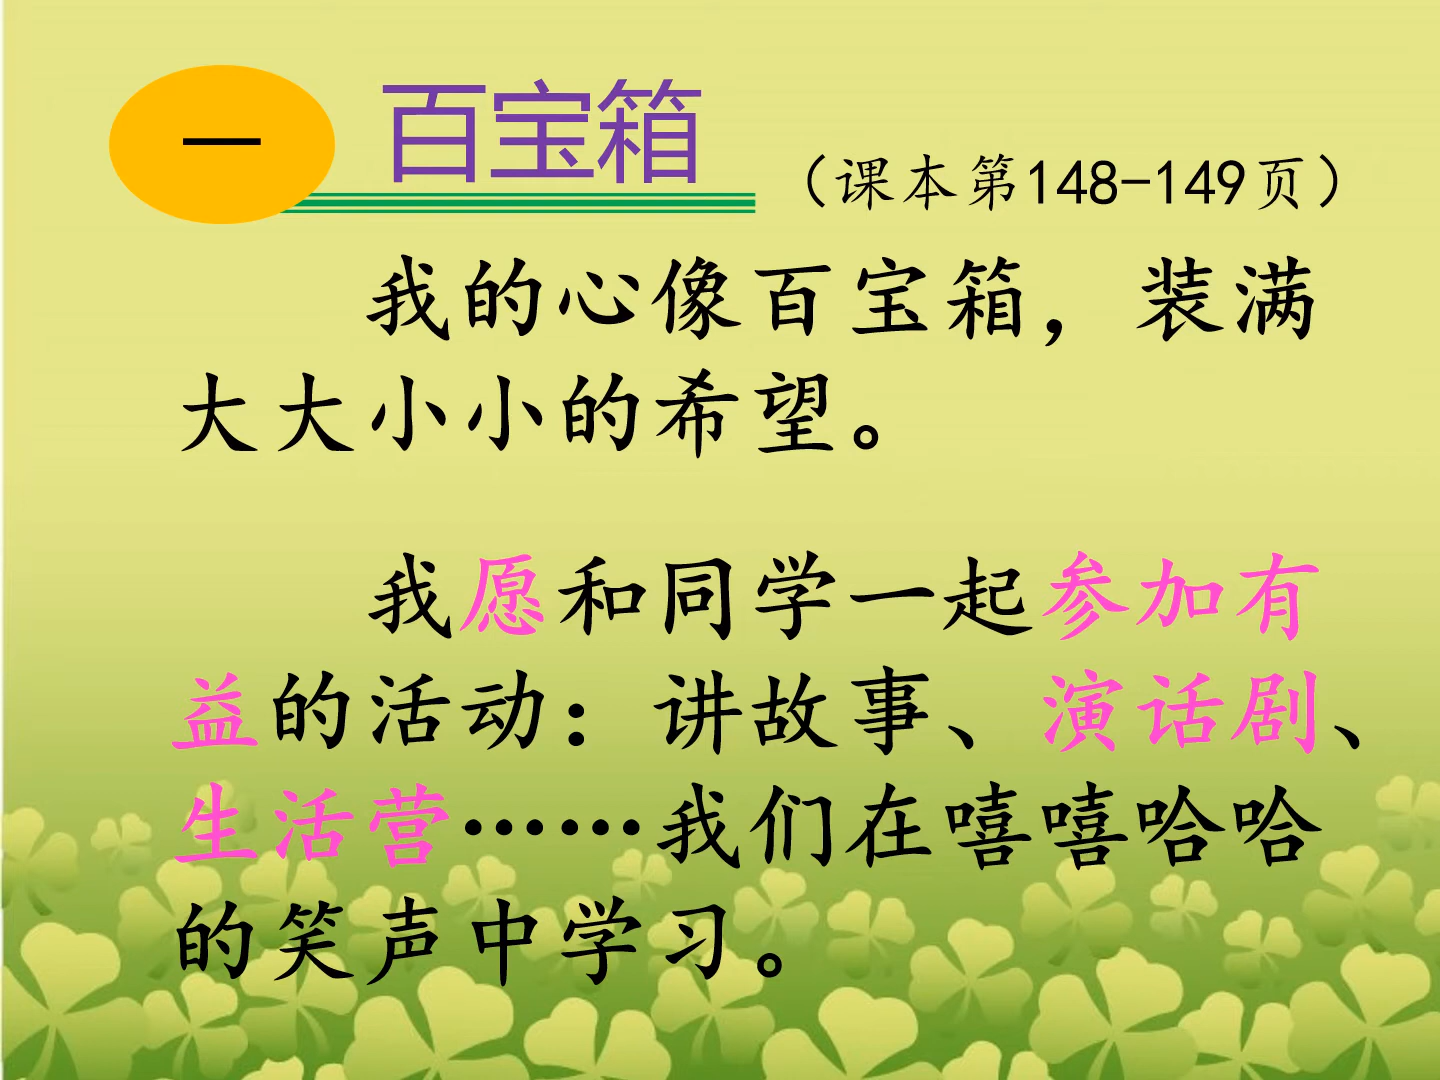 一 百宝箱 （课本第148-149页）
我的心像百宝箱，装满
大大小小的希望。
我愿和同学一起参加有
益的活动：讲故事、演话剧、
生活营……我们在嘻嘻哈哈
的笑声中学习。